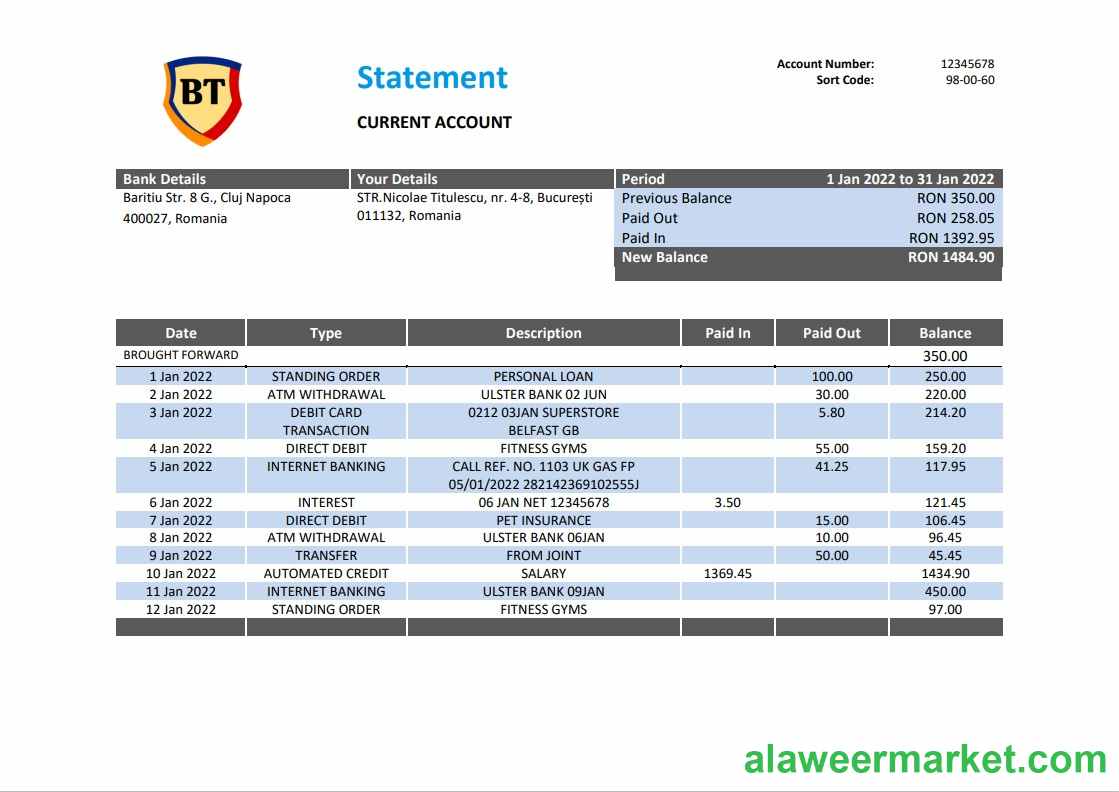 BT
Statement
CURRENT ACCOUNT
Account Number: 12345678
Sort Code: 98-00-60
Bank Details Your Details Period 1 Jan 2022 to 31 Jan 2022
Baritiu Str. 8 G., Cluj Napoca STR.Nicolae Titulescu, nr. 4-8, București Previous Balance RON 350.00
400027, Romania 011132, Romania Paid Out RON 258.05
Paid In RON 1392.95
New Balance RON 1484.90
Date Type Description Paid In Paid Out Balance
BROUGHT FORWARD 350.00
1 Jan 2022 STANDING ORDER PERSONAL LOAN 100.00 250.00
2 Jan 2022 ATM WITHDRAWAL ULSTER BANK 02 JUN 30.00 220.00
3 Jan 2022 DEBIT CARD 0212 03JAN SUPERSTORE 5.80 214.20
TRANSACTION BELFAST GB
4 Jan 2022 DIRECT DEBIT FITNESS GYMS 55.00 159.20
5 Jan 2022 INTERNET BANKING CALL REF. NO. 1103 UK GAS FP 41.25 117.95
05/01/2022 282142369102555J
6 Jan 2022 INTEREST 06 JAN NET 12345678 3.50 121.45
7 Jan 2022 DIRECT DEBIT PET INSURANCE 15.00 106.45
8 Jan 2022 ATM WITHDRAWAL ULSTER BANK 06JAN 10.00 96.45
9 Jan 2022 TRANSFER FROM JOINT 50.00 45.45
10 Jan 2022 AUTOMATED CREDIT SALARY 1369.45 1434.90
11 Jan 2022 INTERNET BANKING ULSTER BANK 09JAN 450.00
12 Jan 2022 STANDING ORDER FITNESS GYMS 97.00
alaweermarket.com